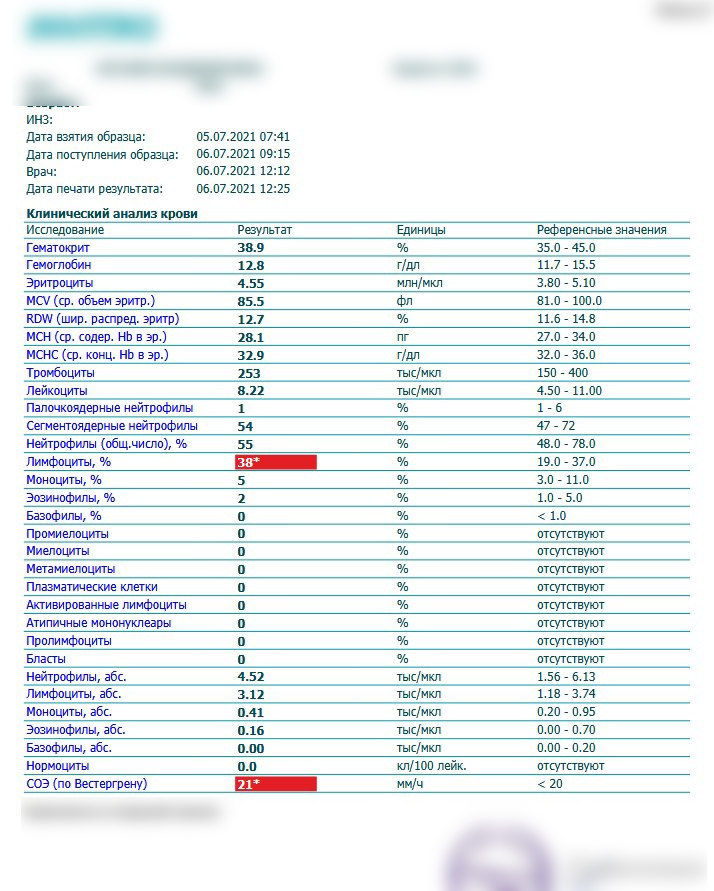 ИНЗ:
Дата взятия образца: 05.07.2021 07:41
Дата поступления образца: 06.07.2021 09:15
Врач: 06.07.2021 12:12
Дата печати результата: 06.07.2021 12:25
Клинический анализ крови
Исследование Результат Единицы Референсные значения
Гематокрит 38.9 % 35.0 - 45.0
Гемоглобин 12.8 г/дл 11.7 - 15.5
Эритроциты 4.55 млн/мкл 3.80 - 5.10
MCV (ср. объем эритр.) 85.5 фл 81.0 - 100.0
RDW (шир. распред. эритр) 12.7 % 11.6 - 14.8
MCH (ср. содер. Hb в эр.) 28.1 пг 27.0 - 34.0
MCHC (ср. конц. Hb в эр.) 32.9 г/дл 32.0 - 36.0
Тромбоциты 253 тыс/мкл 150 - 400
Лейкоциты 8.22 тыс/мкл 4.50 - 11.00
Палочкоядерные нейтрофилы 1 % 1 - 6
Сегментоядерные нейтрофилы 54 % 47 - 72
Нейтрофилы (общ.число), % 55 % 48.0 - 78.0
Лимфоциты, % 38* % 19.0 - 37.0
Моноциты, % 5 % 3.0 - 11.0
Эозинофилы, % 2 % 1.0 - 5.0
Базофилы, % 0 % < 1.0
Промиелоциты 0 % отсутствуют
Миелоциты 0 % отсутствуют
Метамиелоциты 0 % отсутствуют
Плазматические клетки 0 % отсутствуют
Активированные лимфоциты 0 % отсутствуют
Атипичные мононуклеары 0 % отсутствуют
Пролимфоциты 0 % отсутствуют
Бласты 0 % отсутствуют
Нейтрофилы, абс. 4.52 тыс/мкл 1.56 - 6.13
Лимфоциты, абс. 3.12 тыс/мкл 1.18 - 3.74
Моноциты, абс. 0.41 тыс/мкл 0.20 - 0.95
Эозинофилы, абс. 0.16 тыс/мкл 0.00 - 0.70
Базофилы, абс. 0.00 тыс/мкл 0.00 - 0.20
Нормоциты 0.0 кл/100 лейк. отсутствуют
СОЭ (по Вестергрену) 21* мм/ч < 20